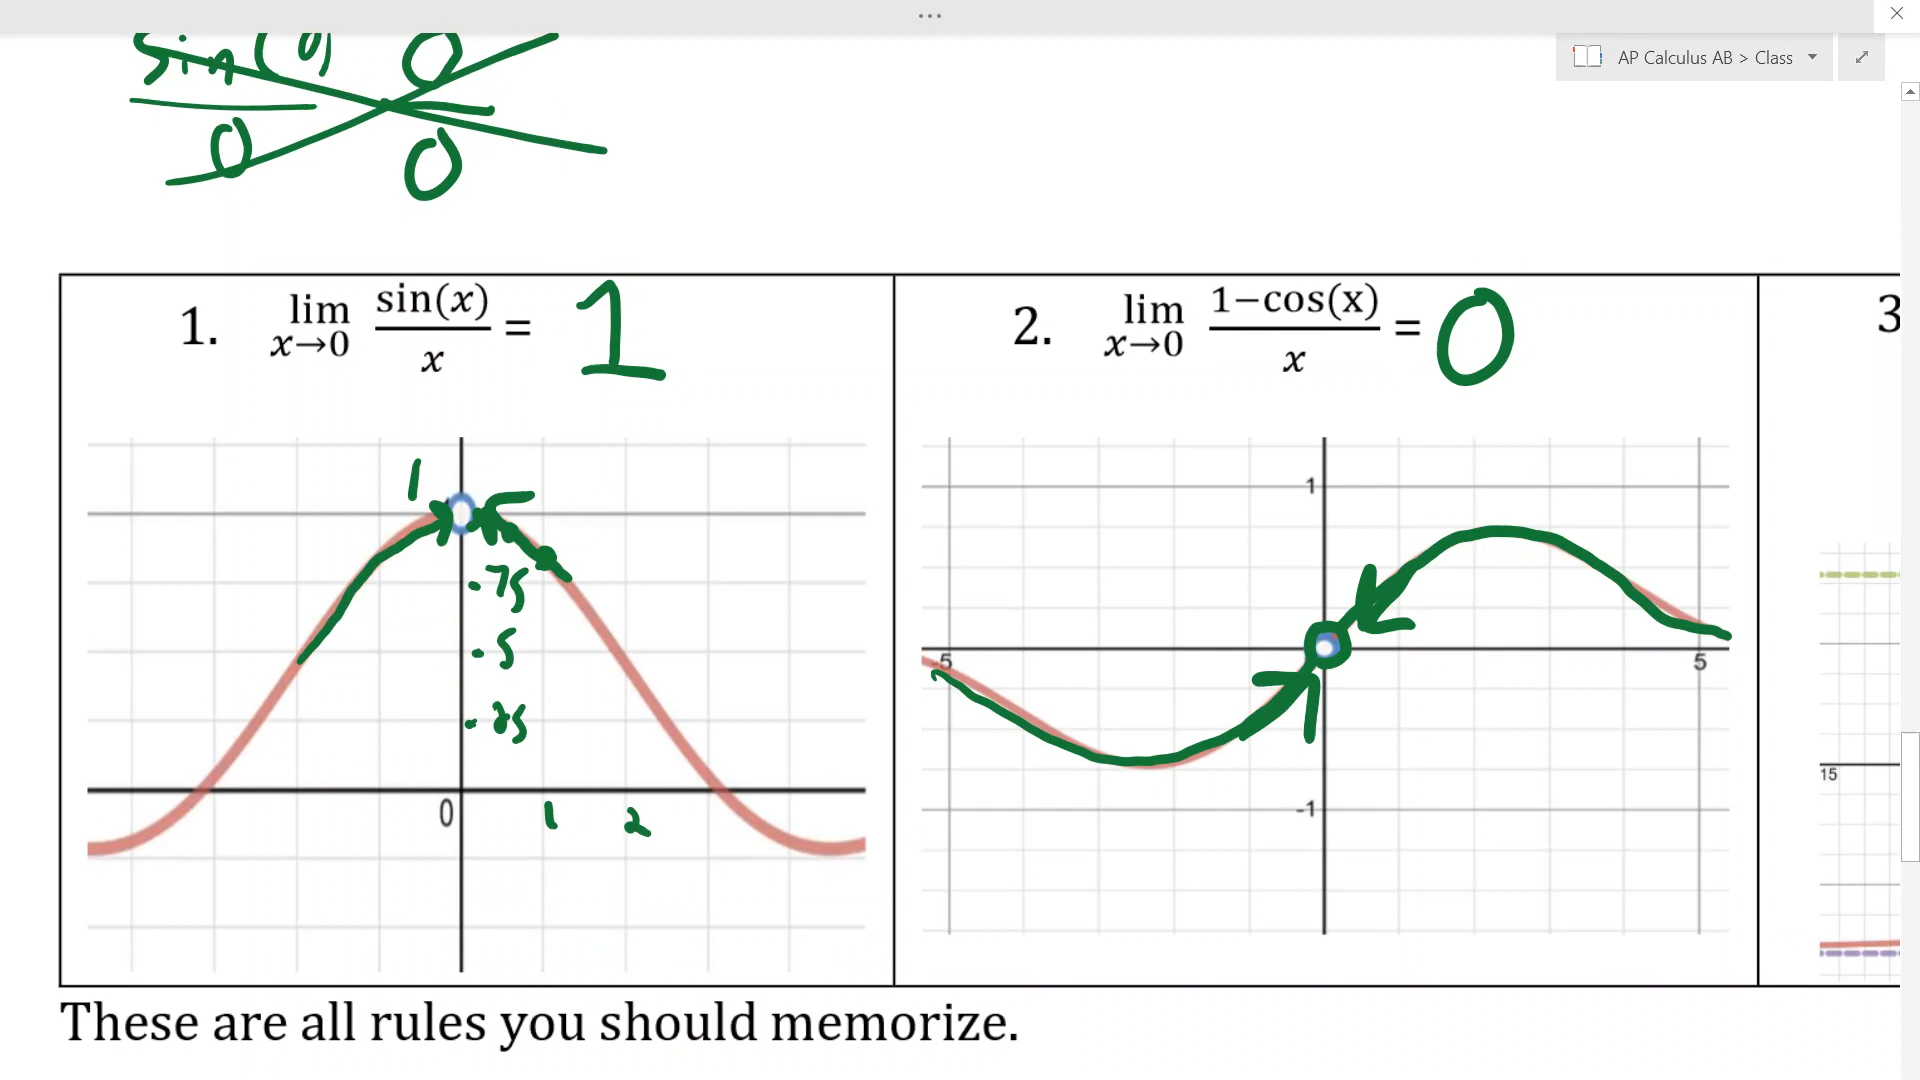 AP Calculus AB > Class
sin(0) 0
0 0
1. lim x→0 sin(x)/x = 1
2. lim x→0 1−cos(x)/x = 0
3
1
.75
.5
.25
0 1 2
1
-5 5
-1
15
These are all rules you should memorize.